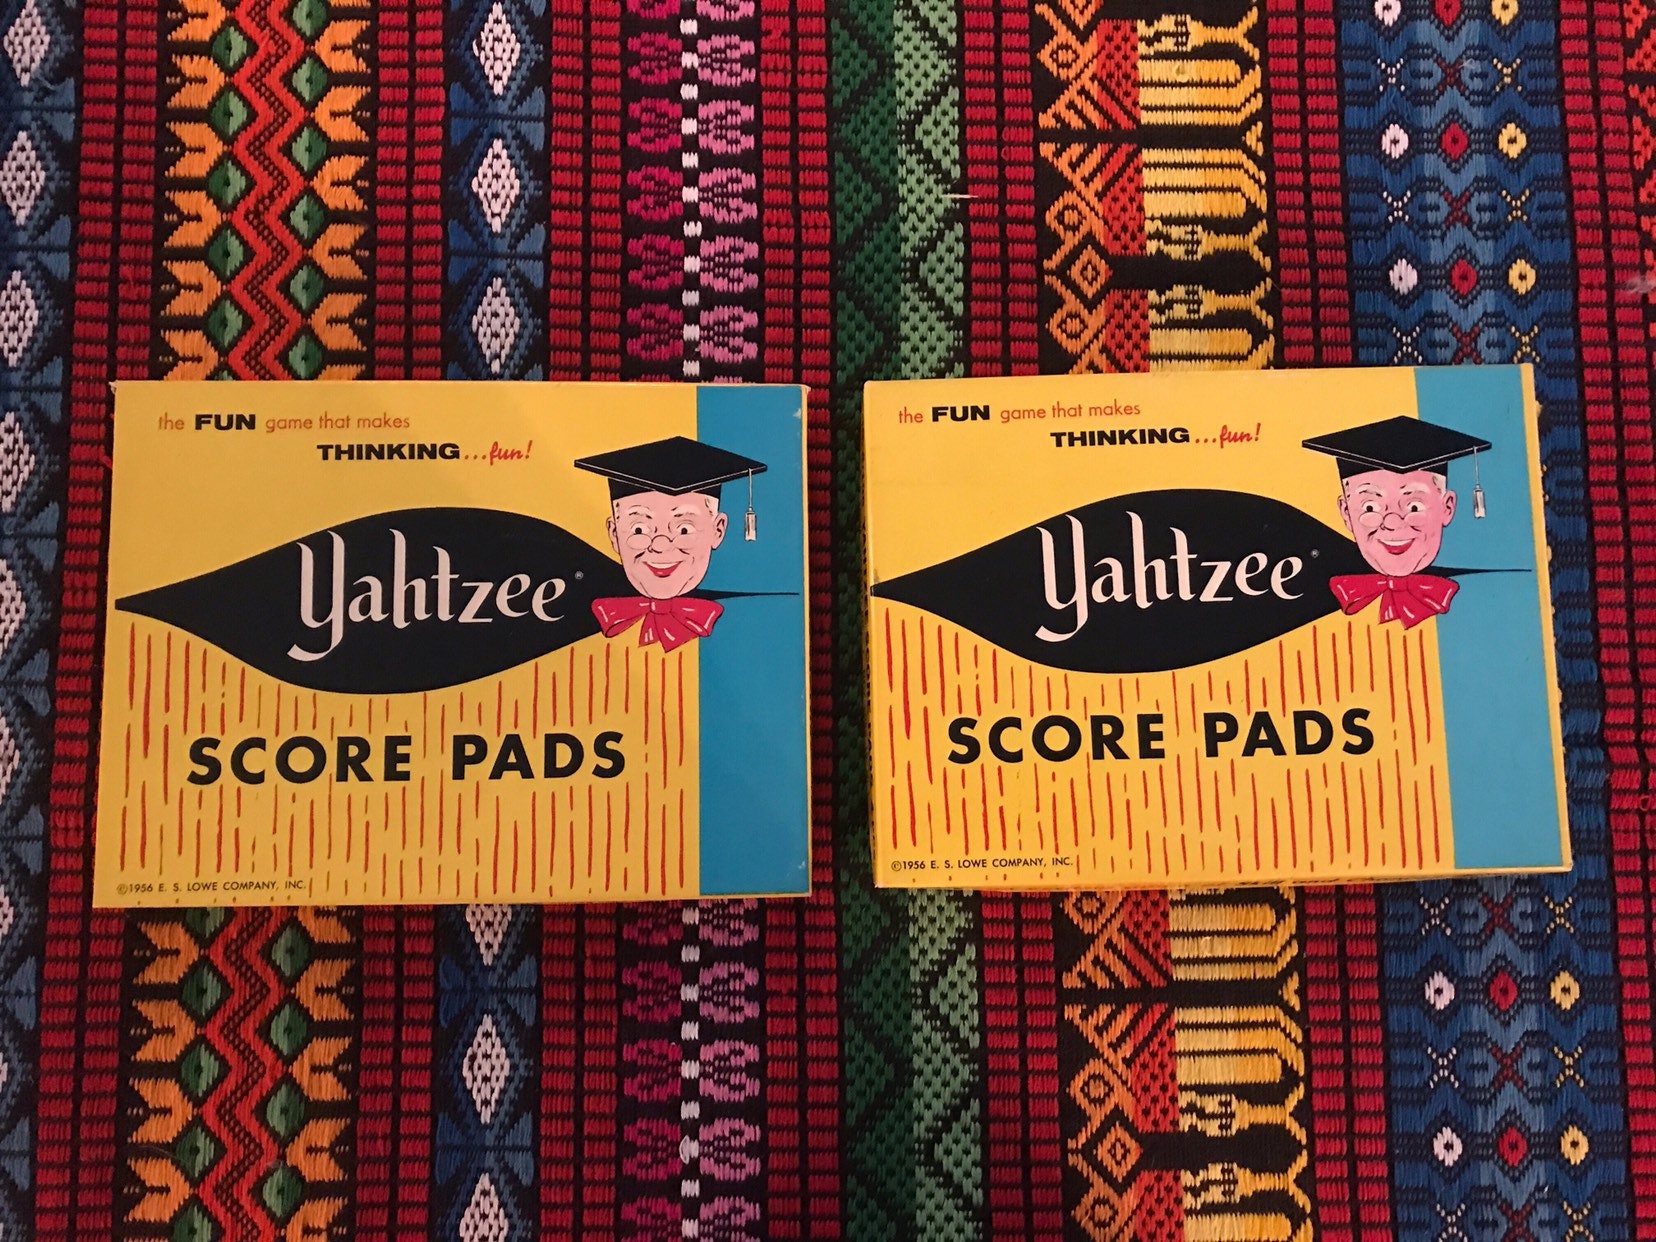 the FUN game that makes
THINKING...fun!
Yahtzee®
SCORE PADS
©1956 E. S. LOWE COMPANY, INC.
the FUN game that makes
THINKING...fun!
Yahtzee®
SCORE PADS
©1956 E. S. LOWE COMPANY, INC.